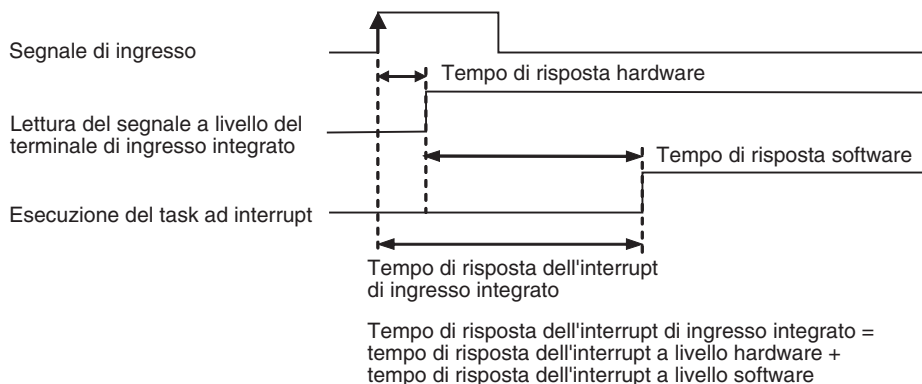 Segnale di ingresso
Tempo di risposta hardware
Lettura del segnale a livello del
terminale di ingresso integrato
Tempo di risposta software
Esecuzione del task ad interrupt
Tempo di risposta dell'interrupt
di ingresso integrato
Tempo di risposta dell'interrupt di ingresso integrato =
tempo di risposta dell'interrupt a livello hardware +
tempo di risposta dell'interrupt a livello software